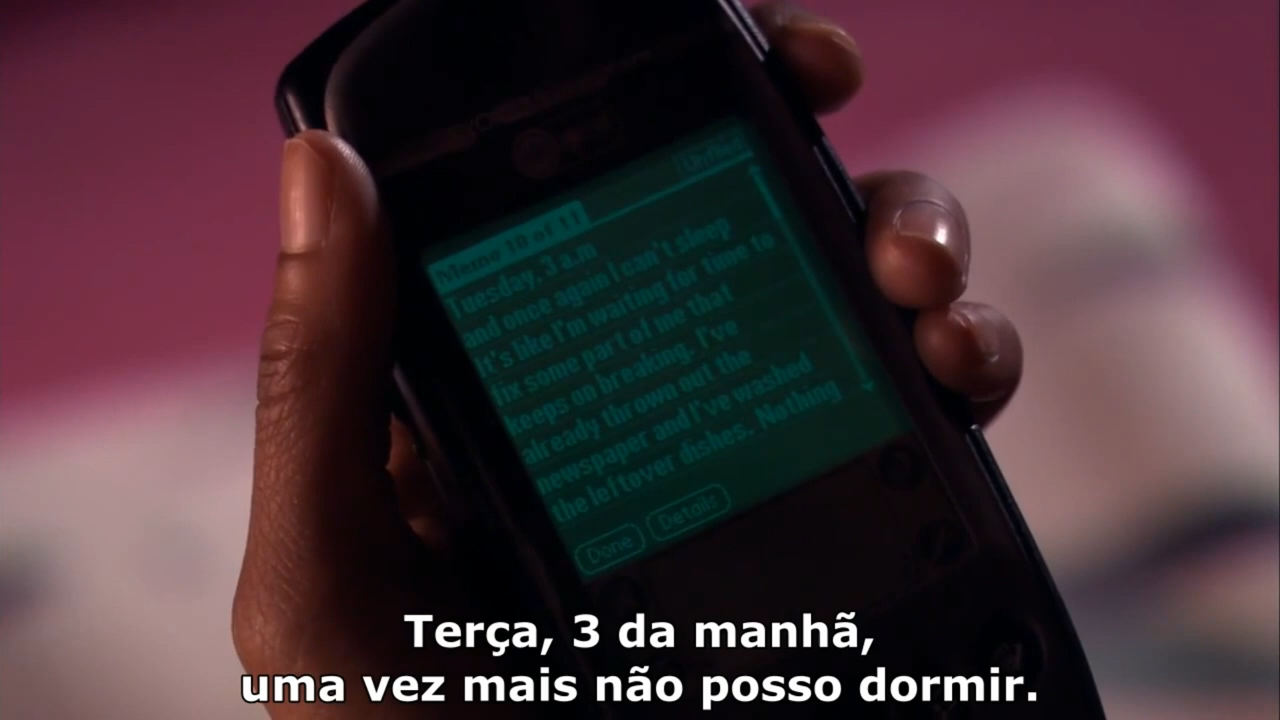 Unfiled
Memo 10 of 11
Tuesday, 3 a.m
and once again I can't sleep
It's like I'm waiting for time to
fix some part of me that
keeps on breaking. I've
already thrown out the
newspaper and I've washed
the leftover dishes. Nothing
Done Details
Terça, 3 da manhã,
uma vez mais não posso dormir.